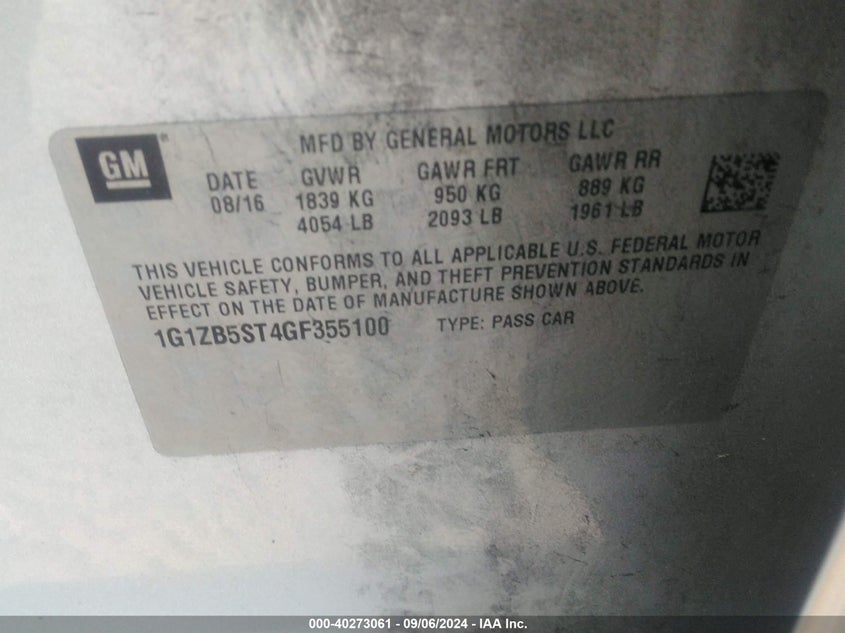 GM ®
MFD BY GENERAL MOTORS LLC
DATE GVWR GAWR FRT GAWR RR
08/16 1839 KG 950 KG 889 KG
4054 LB 2093 LB 1961 LB
THIS VEHICLE CONFORMS TO ALL APPLICABLE U.S. FEDERAL MOTOR
VEHICLE SAFETY, BUMPER, AND THEFT PREVENTION STANDARDS IN
EFFECT ON THE DATE OF MANUFACTURE SHOWN ABOVE.
1G1ZB5ST4GF355100 TYPE: PASS CAR
000-40273061 - 09/06/2024 - IAA Inc.